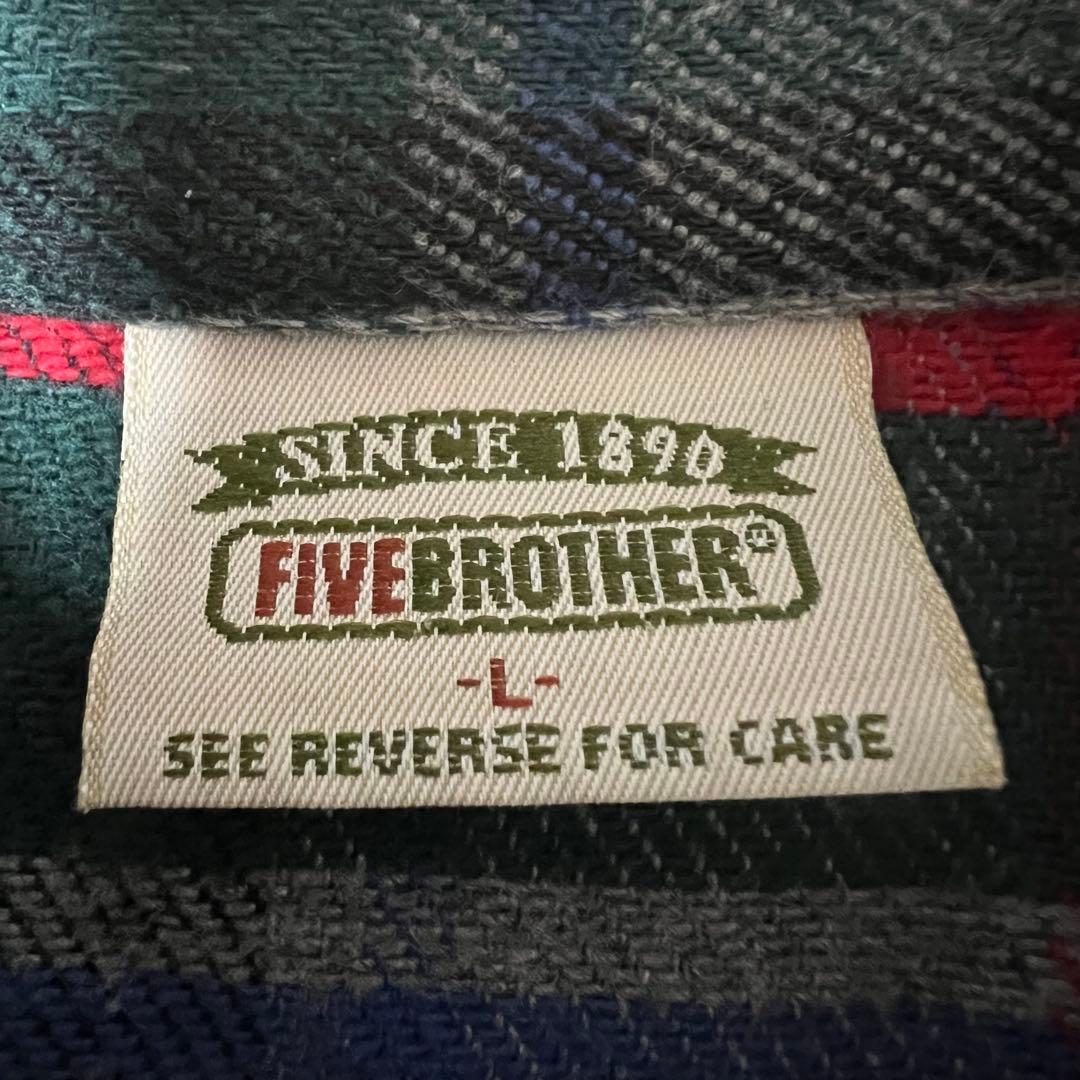 SINCE 1890
FIVEBROTHER®
-L-
SEE REVERSE FOR CARE